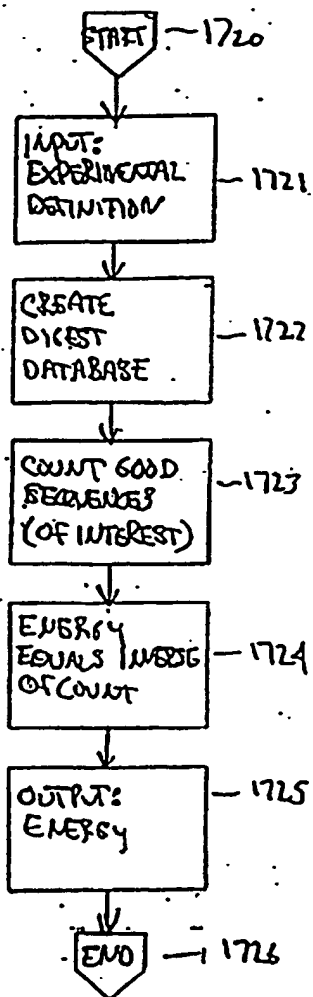 START 1720
INPUT:
EXPERIMENTAL
DEFINITION
1721
CREATE
DIGEST
DATABASE
1722
COUNT GOOD
SEQUENCES
(OF INTEREST)
1723
ENERGY
EQUALS INVERSE
OF COUNT
1724
OUTPUT:
ENERGY
1725
END 1726